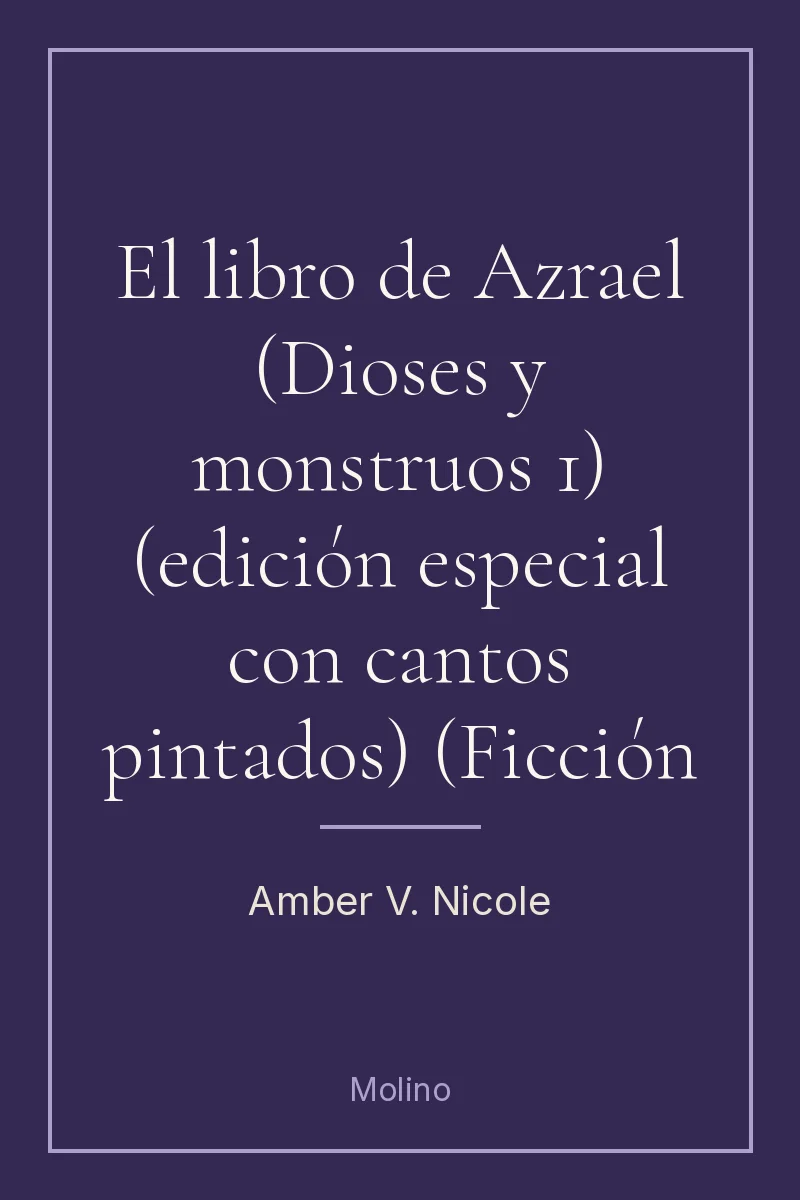 El libro de Azrael
(Dioses y
monstruos 1)
(edición especial
con cantos
pintados) (Ficción
Amber V. Nicole
Molino